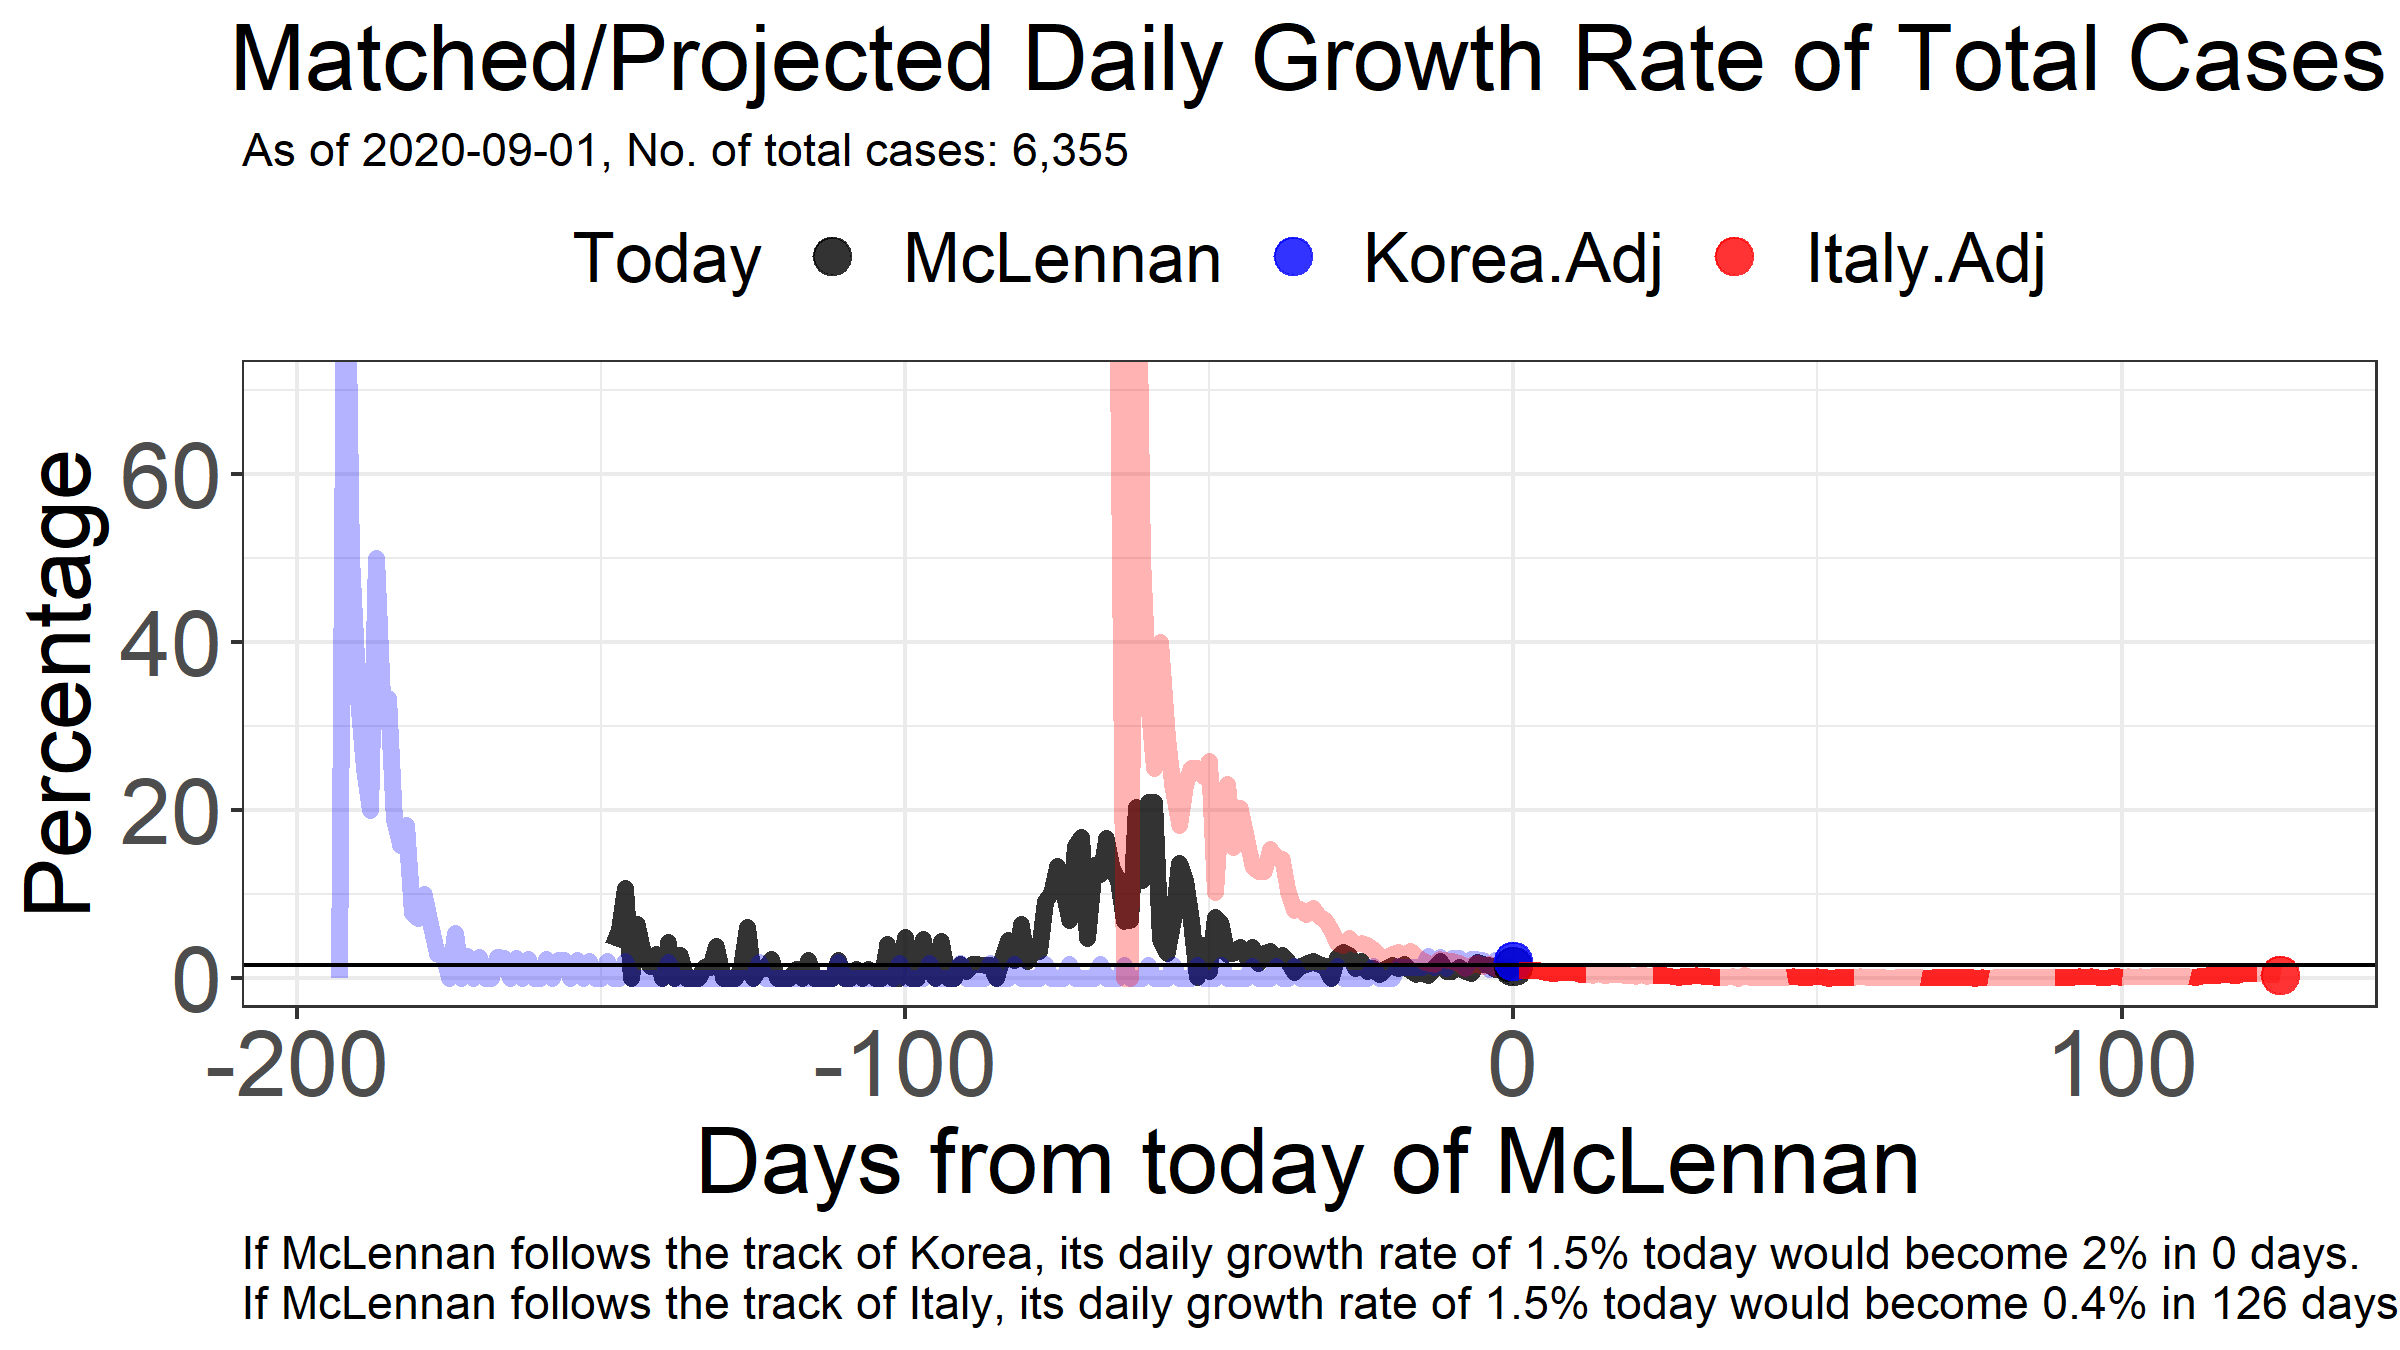 Matched/Projected Daily Growth Rate of Total Cases
As of 2020-09-01, No. of total cases: 6,355
Today McLennan Korea.Adj Italy.Adj
Percentage
60
40
20
0
-200 -100 0 100
Days from today of McLennan
If McLennan follows the track of Korea, its daily growth rate of 1.5% today would become 2% in 0 days.
If McLennan follows the track of Italy, its daily growth rate of 1.5% today would become 0.4% in 126 days